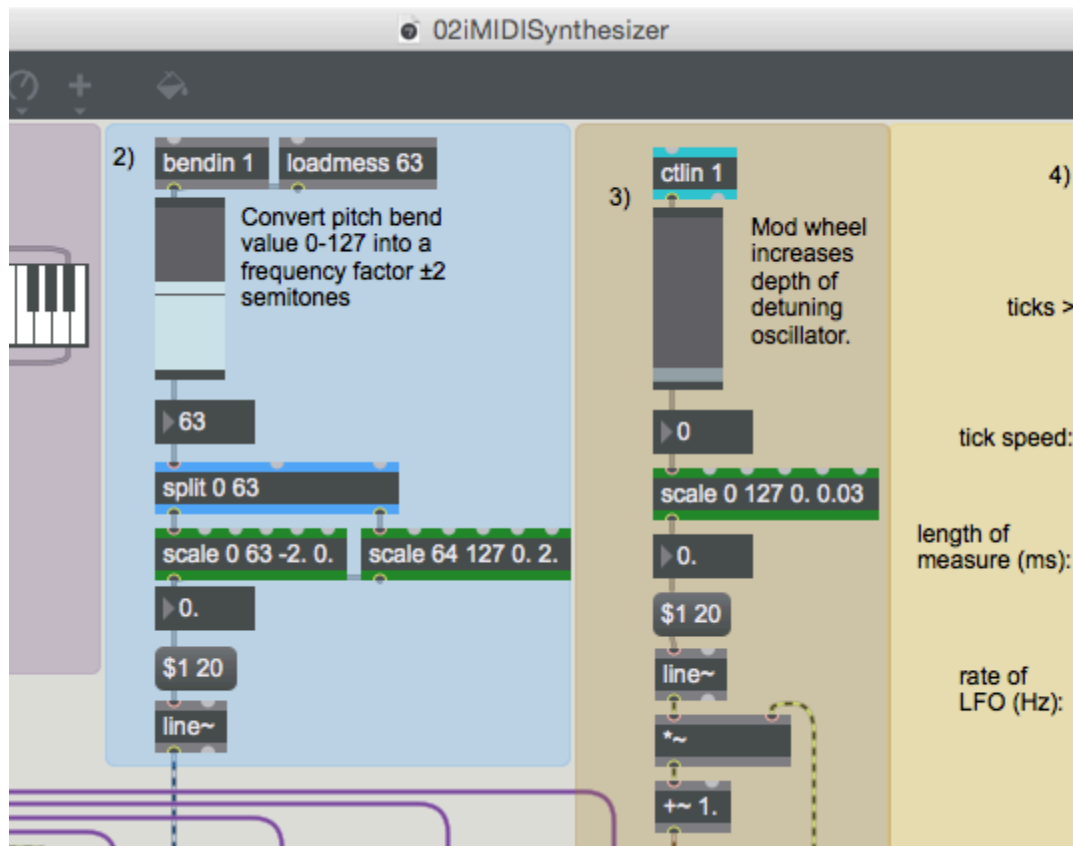 02iMIDISynthesizer
2)
bendin 1
loadmess 63
Convert pitch bend
value 0-127 into a
frequency factor ±2
semitones
63
split 0 63
scale 0 63 -2. 0.
scale 64 127 0. 2.
0.
$1 20
line~
3)
ctlin 1
Mod wheel
increases
depth of
detuning
oscillator.
0
scale 0 127 0. 0.03
0.
$1 20
line~
*~
+~ 1.
4)
ticks >
tick speed:
length of
measure (ms):
rate of
LFO (Hz):